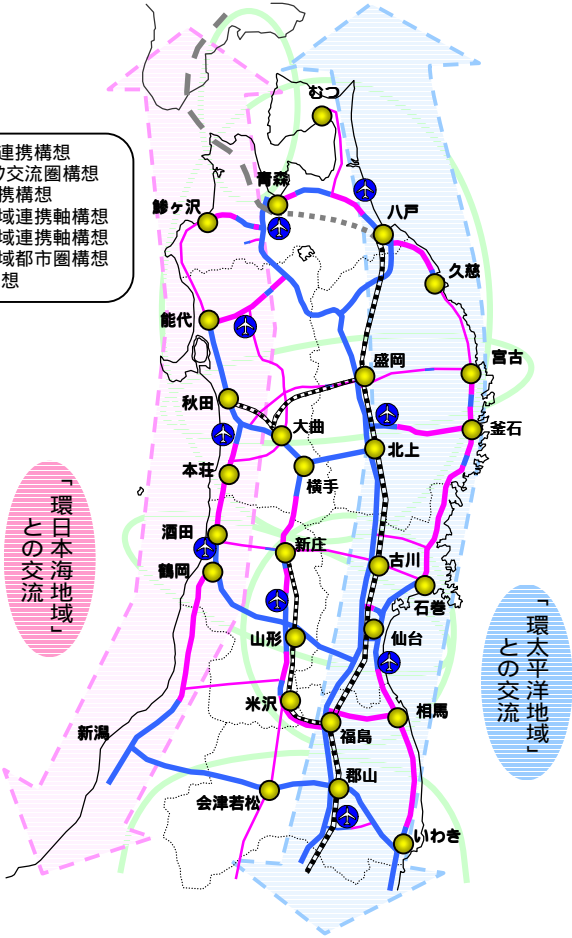 連携構想
ク交流圏構想
携構想
域連携軸構想
域連携軸構想
域都市圏構想
想
むつ
青森
鰺ヶ沢
八戸
久慈
能代
盛岡
宮古
秋田
大曲
釜石
北上
本荘
横手
酒田
新庄
古川
鶴岡
石巻
山形
仙台
米沢
相馬
新潟
福島
郡山
会津若松
いわき
「環日本海地域」
との交流
「環太平洋地域」
との交流